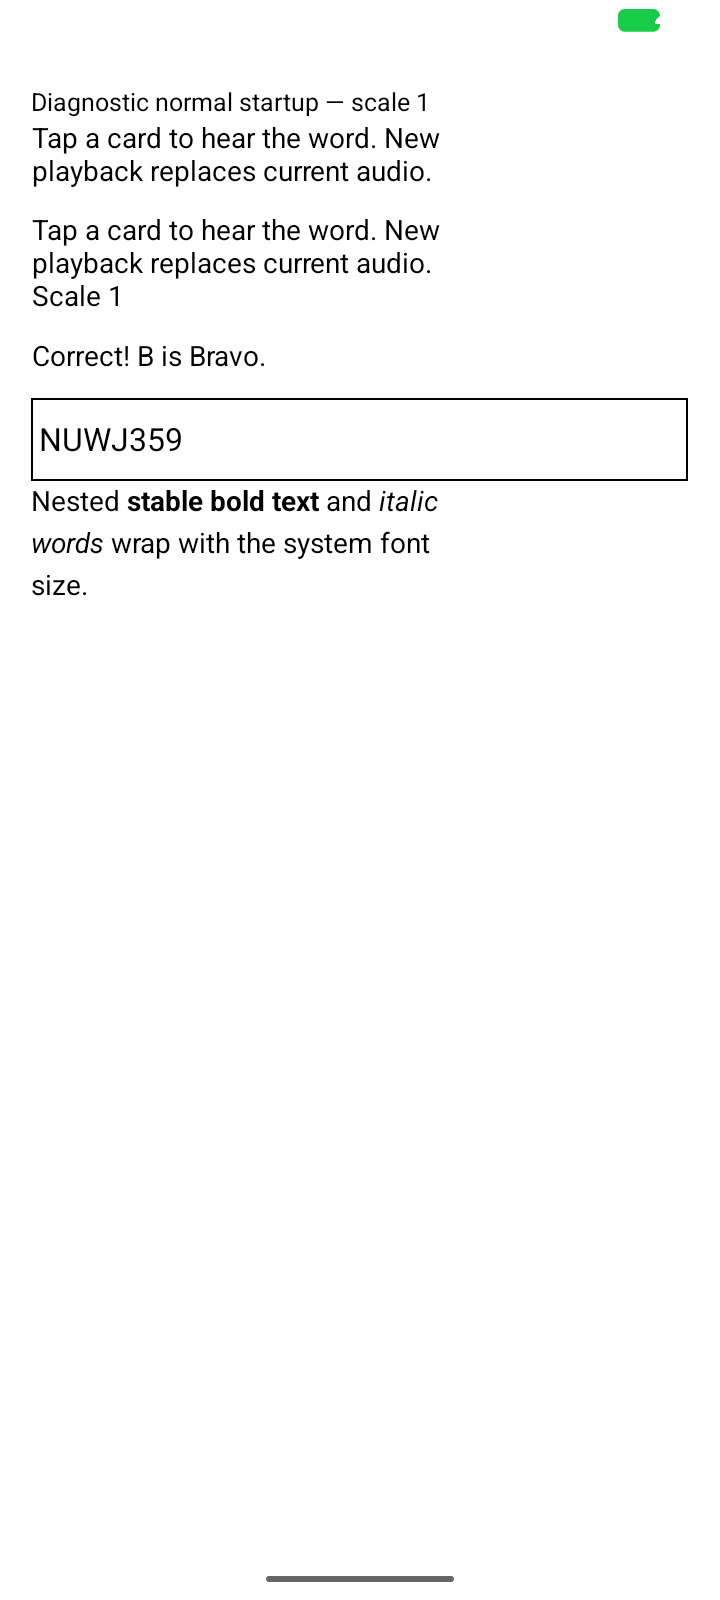 Diagnostic normal startup — scale 1
Tap a card to hear the word. New
playback replaces current audio.
Tap a card to hear the word. New
playback replaces current audio.
Scale 1
Correct! B is Bravo.
NUWJ359
Nested stable bold text and italic
words wrap with the system font
size.